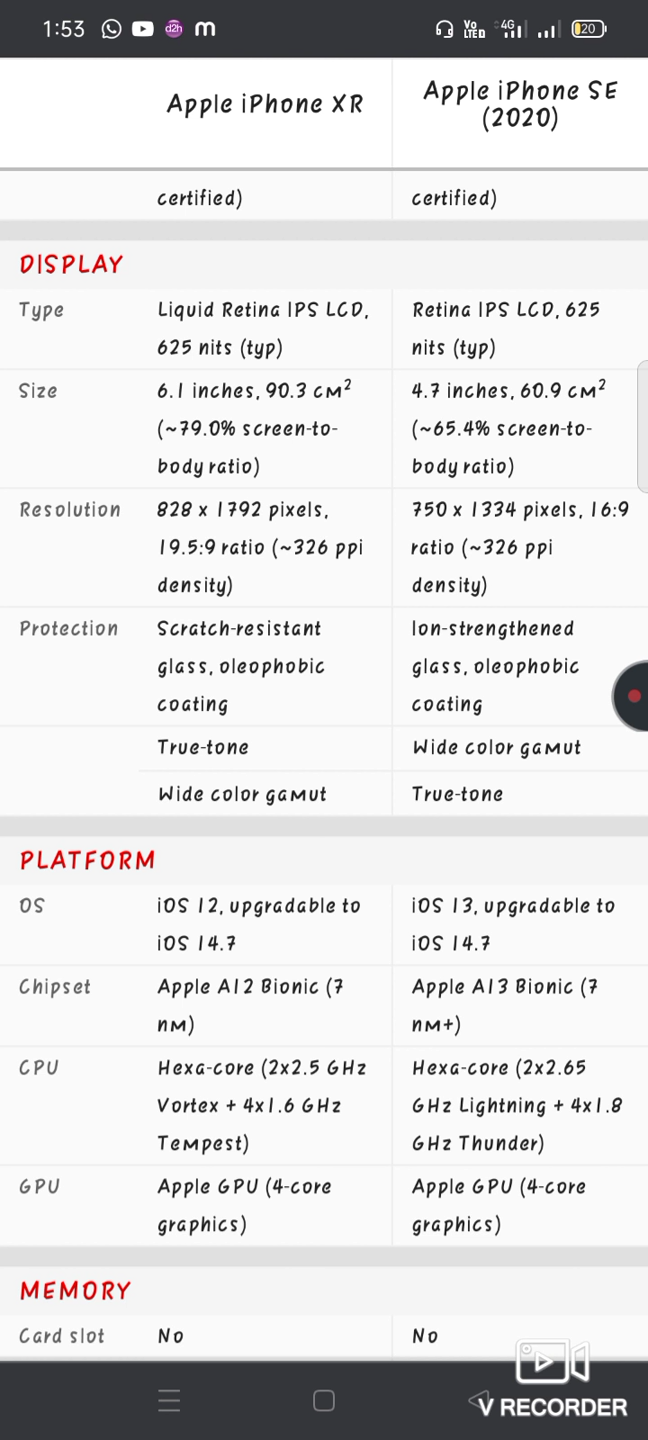 1:53 d2h m Vo LTED 4G 20
Apple iPhone XR
Apple iPhone SE
(2020)
certified)
certified)
DISPLAY
Type
Liquid Retina IPS LCD,
625 nits (typ)
Retina IPS LCD, 625
nits (typ)
Size
6.1 inches, 90.3 cm²
(~79.0% screen-to-
body ratio)
4.7 inches, 60.9 cm²
(~65.4% screen-to-
body ratio)
Resolution
828 x 1792 pixels,
19.5:9 ratio (~326 ppi
density)
750 x 1334 pixels, 16:9
ratio (~326 ppi
density)
Protection
Scratch-resistant
glass, oleophobic
coating
Ion-strengthened
glass, oleophobic
coating
True-tone
Wide color gamut
Wide color gamut
True-tone
PLATFORM
OS
iOS 12, upgradable to
iOS 14.7
iOS 13, upgradable to
iOS 14.7
Chipset
Apple A12 Bionic (7
nm)
Apple A13 Bionic (7
nm+)
CPU
Hexa-core (2x2.5 GHz
Vortex + 4x1.6 GHz
Tempest)
Hexa-core (2x2.65
GHz Lightning + 4x1.8
GHz Thunder)
GPU
Apple GPU (4-core
graphics)
Apple GPU (4-core
graphics)
MEMORY
Card slot
No
No
V RECORDER